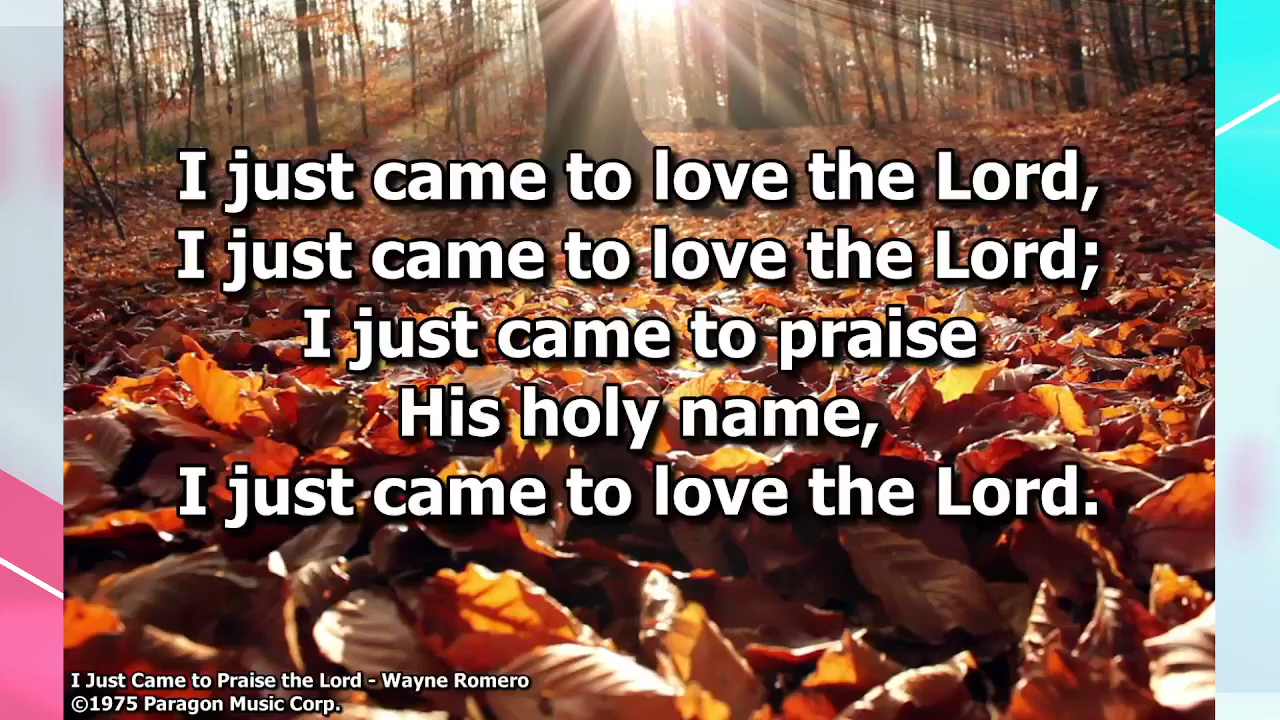 I just came to love the Lord,
I just came to love the Lord;
I just came to praise
His holy name,
I just came to love the Lord.
I Just Came to Praise the Lord - Wayne Romero
©1975 Paragon Music Corp.